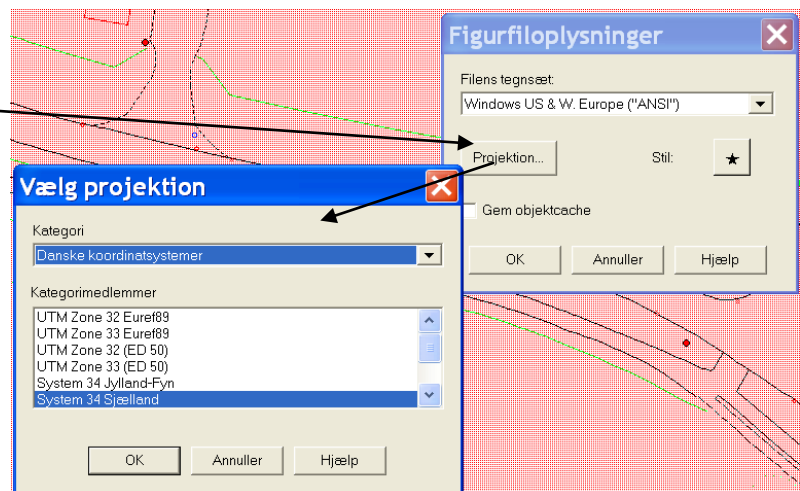 Figurfiloplysninger
Filens tegnsæt:
Windows US & W. Europe ("ANSI")
Projektion...
Stil:
Gem objektcache
OK
Annuller
Hjælp
Vælg projektion
Kategori
Danske koordinatsystemer
Kategorimedlemmer
UTM Zone 32 Euref89
UTM Zone 33 Euref89
UTM Zone 32 (ED 50)
UTM Zone 33 (ED 50)
System 34 Jylland-Fyn
System 34 Sjælland
OK
Annuller
Hjælp